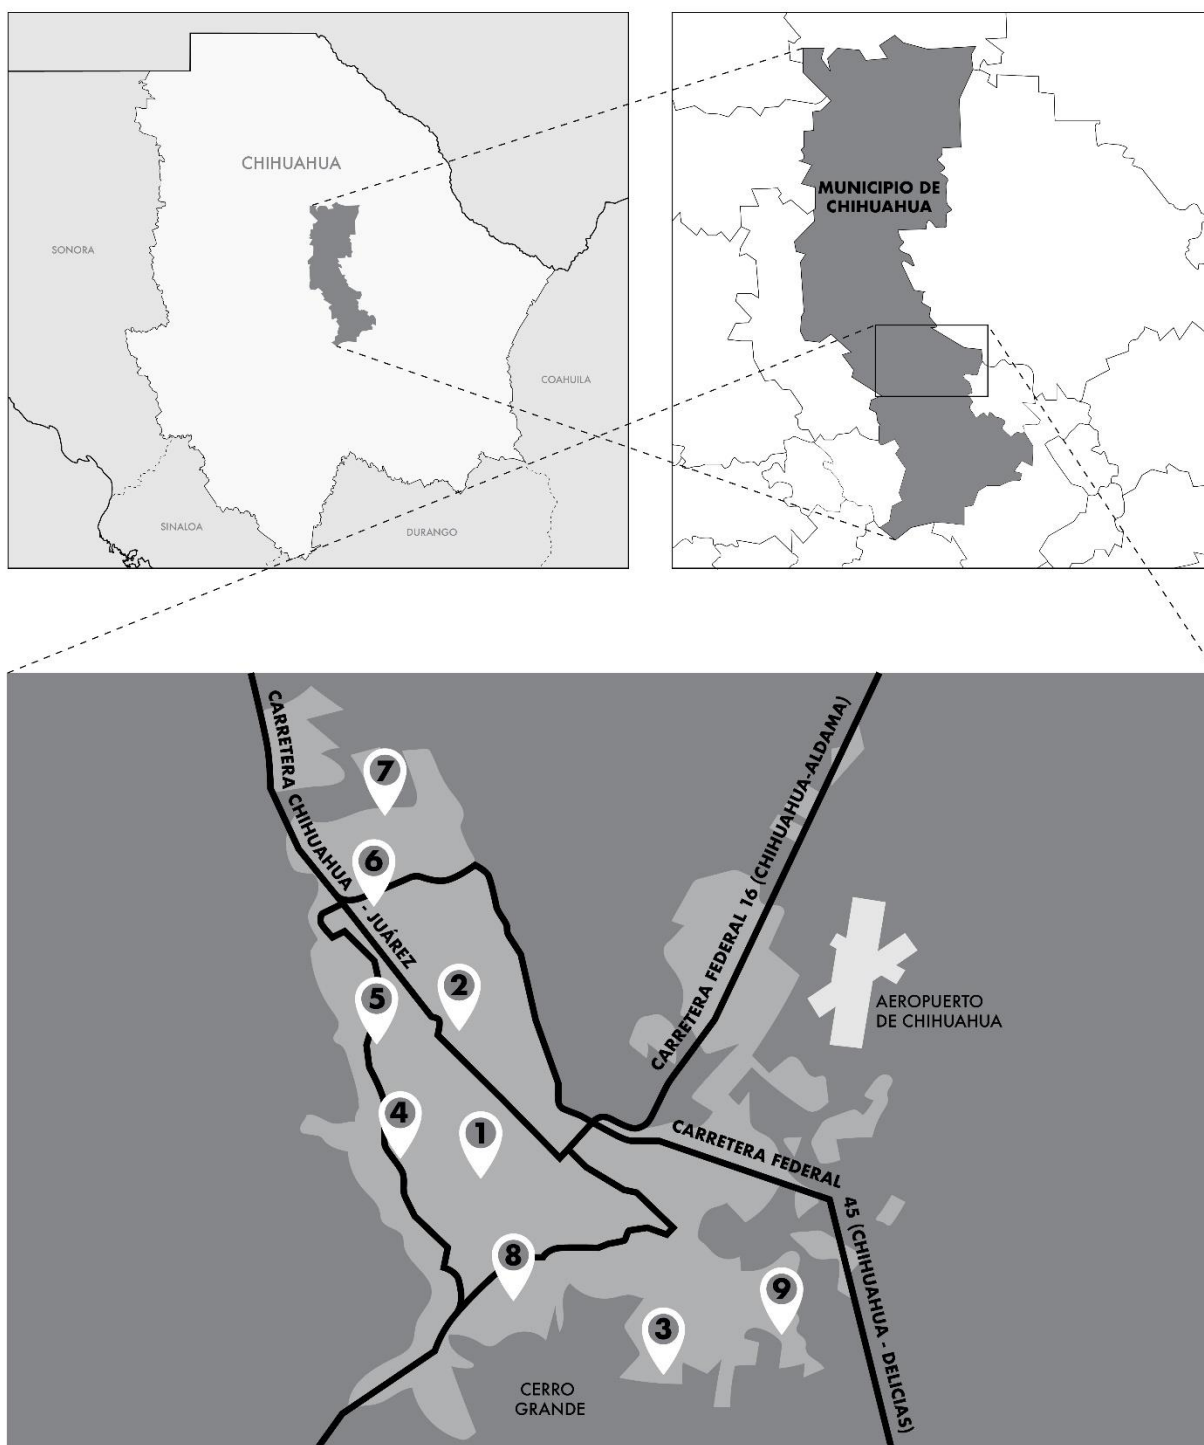 CHIHUAHUA
SONORA
COAHUILA
SINALOA
DURANGO
MUNICIPIO DE
CHIHUAHUA
CARRETERA CHIHUAHUA - JUÁREZ
CARRETERA FEDERAL 16 (CHIHUAHUA-ALDAMA)
7
6
2
5
AEROPUERTO
DE CHIHUAHUA
4
1
CARRETERA FEDERAL 45 (CHIHUAHUA - DELICIAS)
8
9
3
CERRO
GRANDE